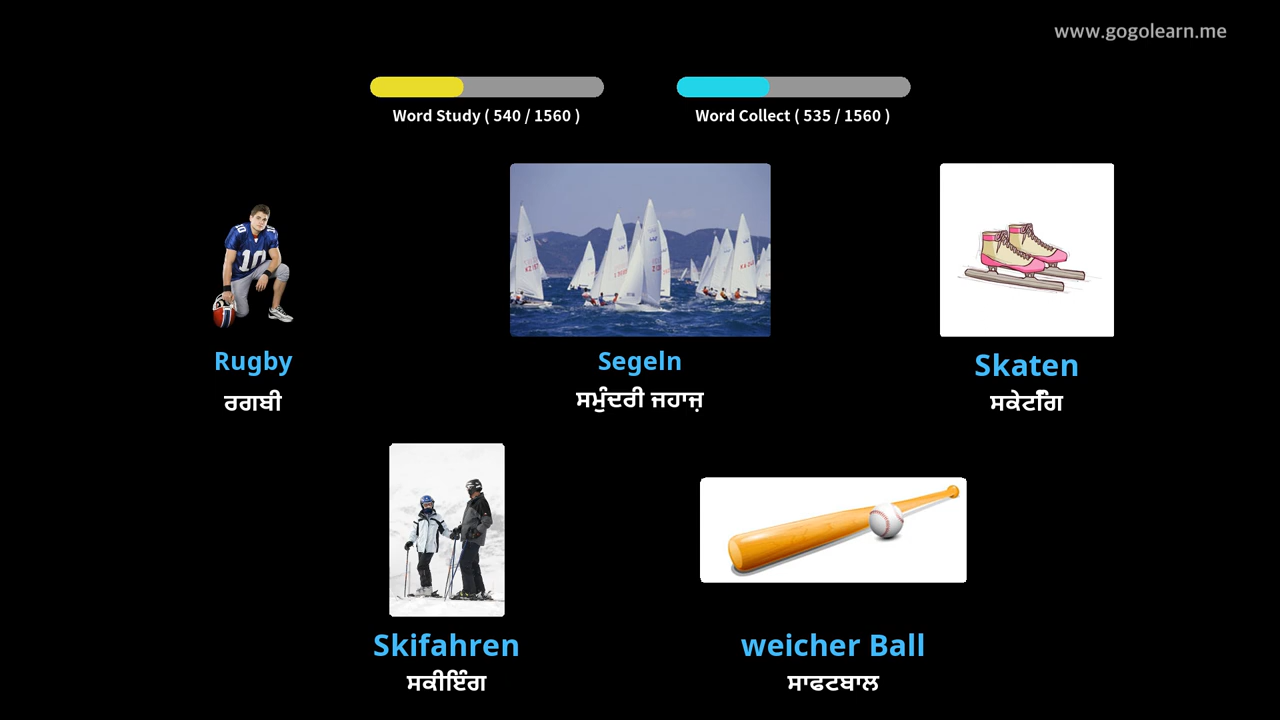 www.gogolearn.me
Word Study ( 540 / 1560 )
Word Collect ( 535 / 1560 )
Rugby
ਰਗਬੀ
Segeln
ਸਮੁੰਦਰੀ ਜਹਾਜ਼
Skaten
ਸਕੇਟਿੰਗ
Skifahren
ਸਕੀਇੰਗ
weicher Ball
ਸਾਫਟਬਾਲ